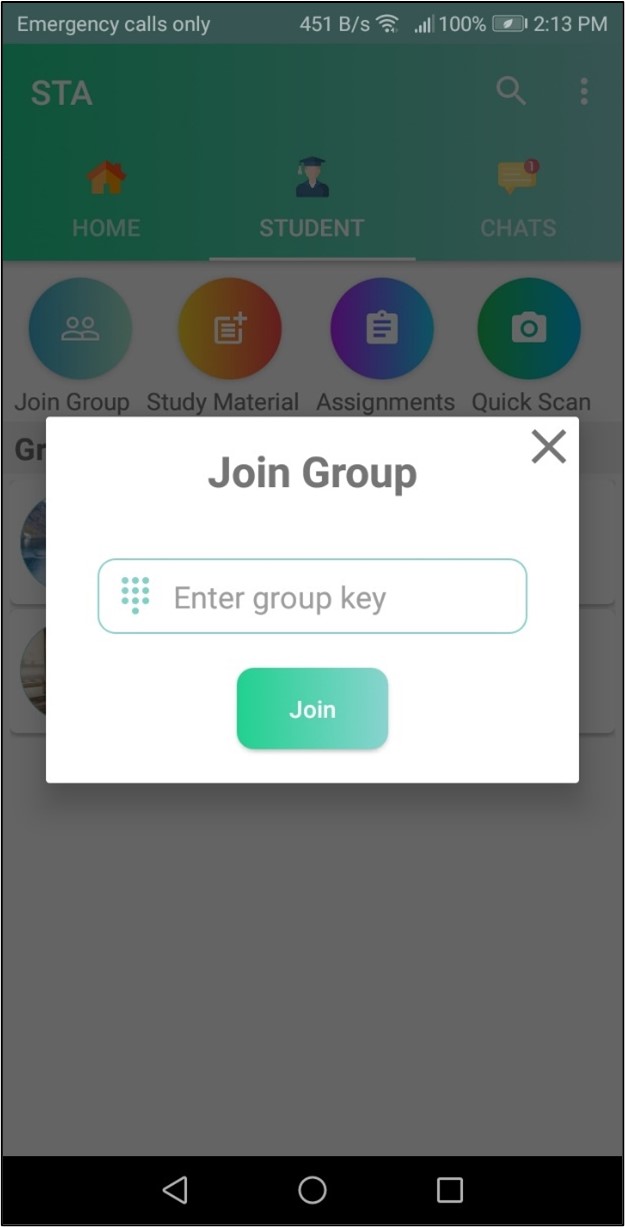 Emergency calls only 451 B/s 100% 2:13 PM
STA
1
HOME STUDENT CHATS
Join Group Study Material Assignments Quick Scan
Gr
Join Group
Enter group key
Join